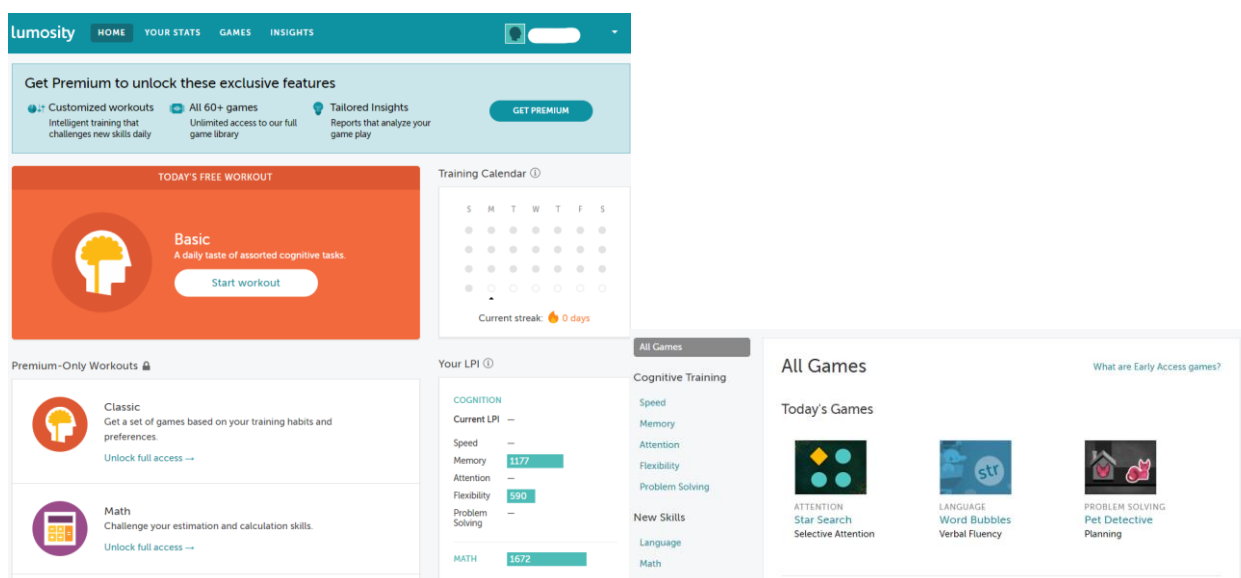 lumosity HOME YOUR STATS GAMES INSIGHTS
Get Premium to unlock these exclusive features
Customized workouts
Intelligent training that
challenges new skills daily
All 60+ games
Unlimited access to our full
game library
Tailored Insights
Reports that analyze your
game play
GET PREMIUM
TODAY'S FREE WORKOUT
Basic
A daily taste of assorted cognitive tasks.
Start workout
Training Calendar
S M T W T F S
Current streak: 0 days
Premium-Only Workouts
Classic
Get a set of games based on your training habits and
preferences.
Unlock full access →
Math
Challenge your estimation and calculation skills.
Unlock full access →
Your LPI
COGNITION
Current LPI —
Speed —
Memory 1177
Attention —
Flexibility 590
Problem
Solving —
MATH 1672
All Games
Cognitive Training
Speed
Memory
Attention
Flexibility
Problem Solving
New Skills
Language
Math
All Games
What are Early Access games?
Today's Games
ATTENTION
Star Search
Selective Attention
str
LANGUAGE
Word Bubbles
Verbal Fluency
PROBLEM SOLVING
Pet Detective
Planning